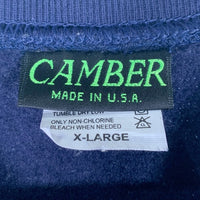 CAMBER
MADE IN U.S.A.
TUMBLE DRY LOW
ONLY NON-CHLORINE
BLEACH WHEN NEEDED
X-LARGE